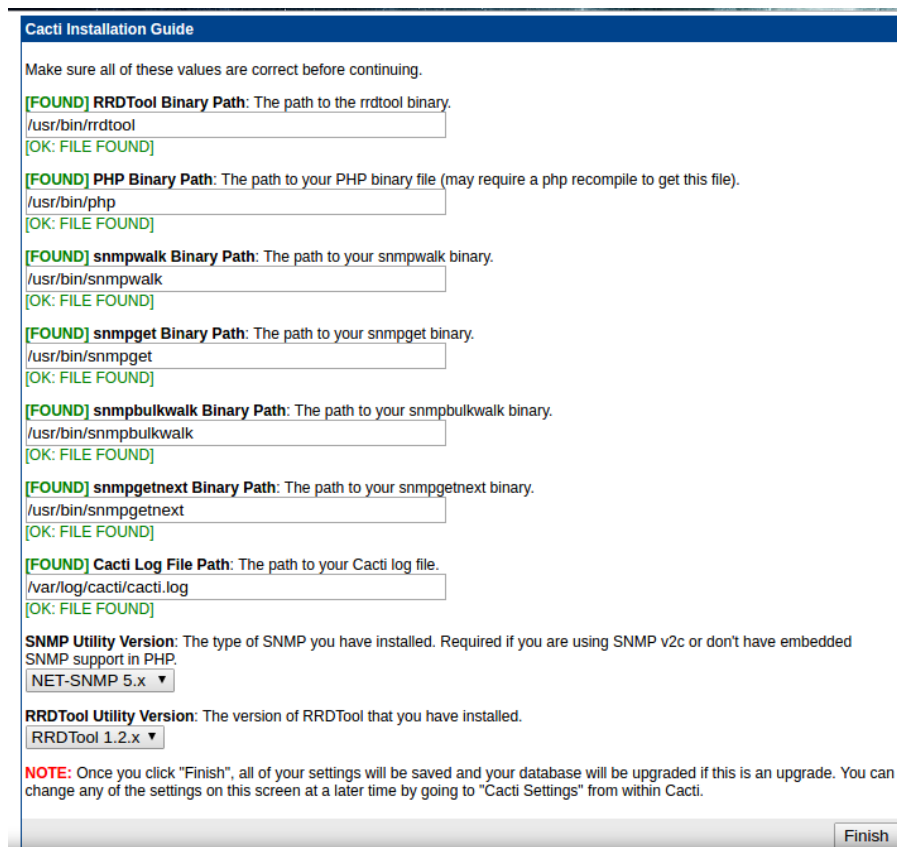 Cacti Installation Guide
Make sure all of these values are correct before continuing.
[FOUND] RRDTool Binary Path: The path to the rrdtool binary.
/usr/bin/rrdtool
[OK: FILE FOUND]
[FOUND] PHP Binary Path: The path to your PHP binary file (may require a php recompile to get this file).
/usr/bin/php
[OK: FILE FOUND]
[FOUND] snmpwalk Binary Path: The path to your snmpwalk binary.
/usr/bin/snmpwalk
[OK: FILE FOUND]
[FOUND] snmpget Binary Path: The path to your snmpget binary.
/usr/bin/snmpget
[OK: FILE FOUND]
[FOUND] snmpbulkwalk Binary Path: The path to your snmpbulkwalk binary.
/usr/bin/snmpbulkwalk
[OK: FILE FOUND]
[FOUND] snmpgetnext Binary Path: The path to your snmpgetnext binary.
/usr/bin/snmpgetnext
[OK: FILE FOUND]
[FOUND] Cacti Log File Path: The path to your Cacti log file.
/var/log/cacti/cacti.log
[OK: FILE FOUND]
SNMP Utility Version: The type of SNMP you have installed. Required if you are using SNMP v2c or don't have embedded
SNMP support in PHP.
NET-SNMP 5.x
RRDTool Utility Version: The version of RRDTool that you have installed.
RRDTool 1.2.x
NOTE: Once you click "Finish", all of your settings will be saved and your database will be upgraded if this is an upgrade. You can
change any of the settings on this screen at a later time by going to "Cacti Settings" from within Cacti.
Finish